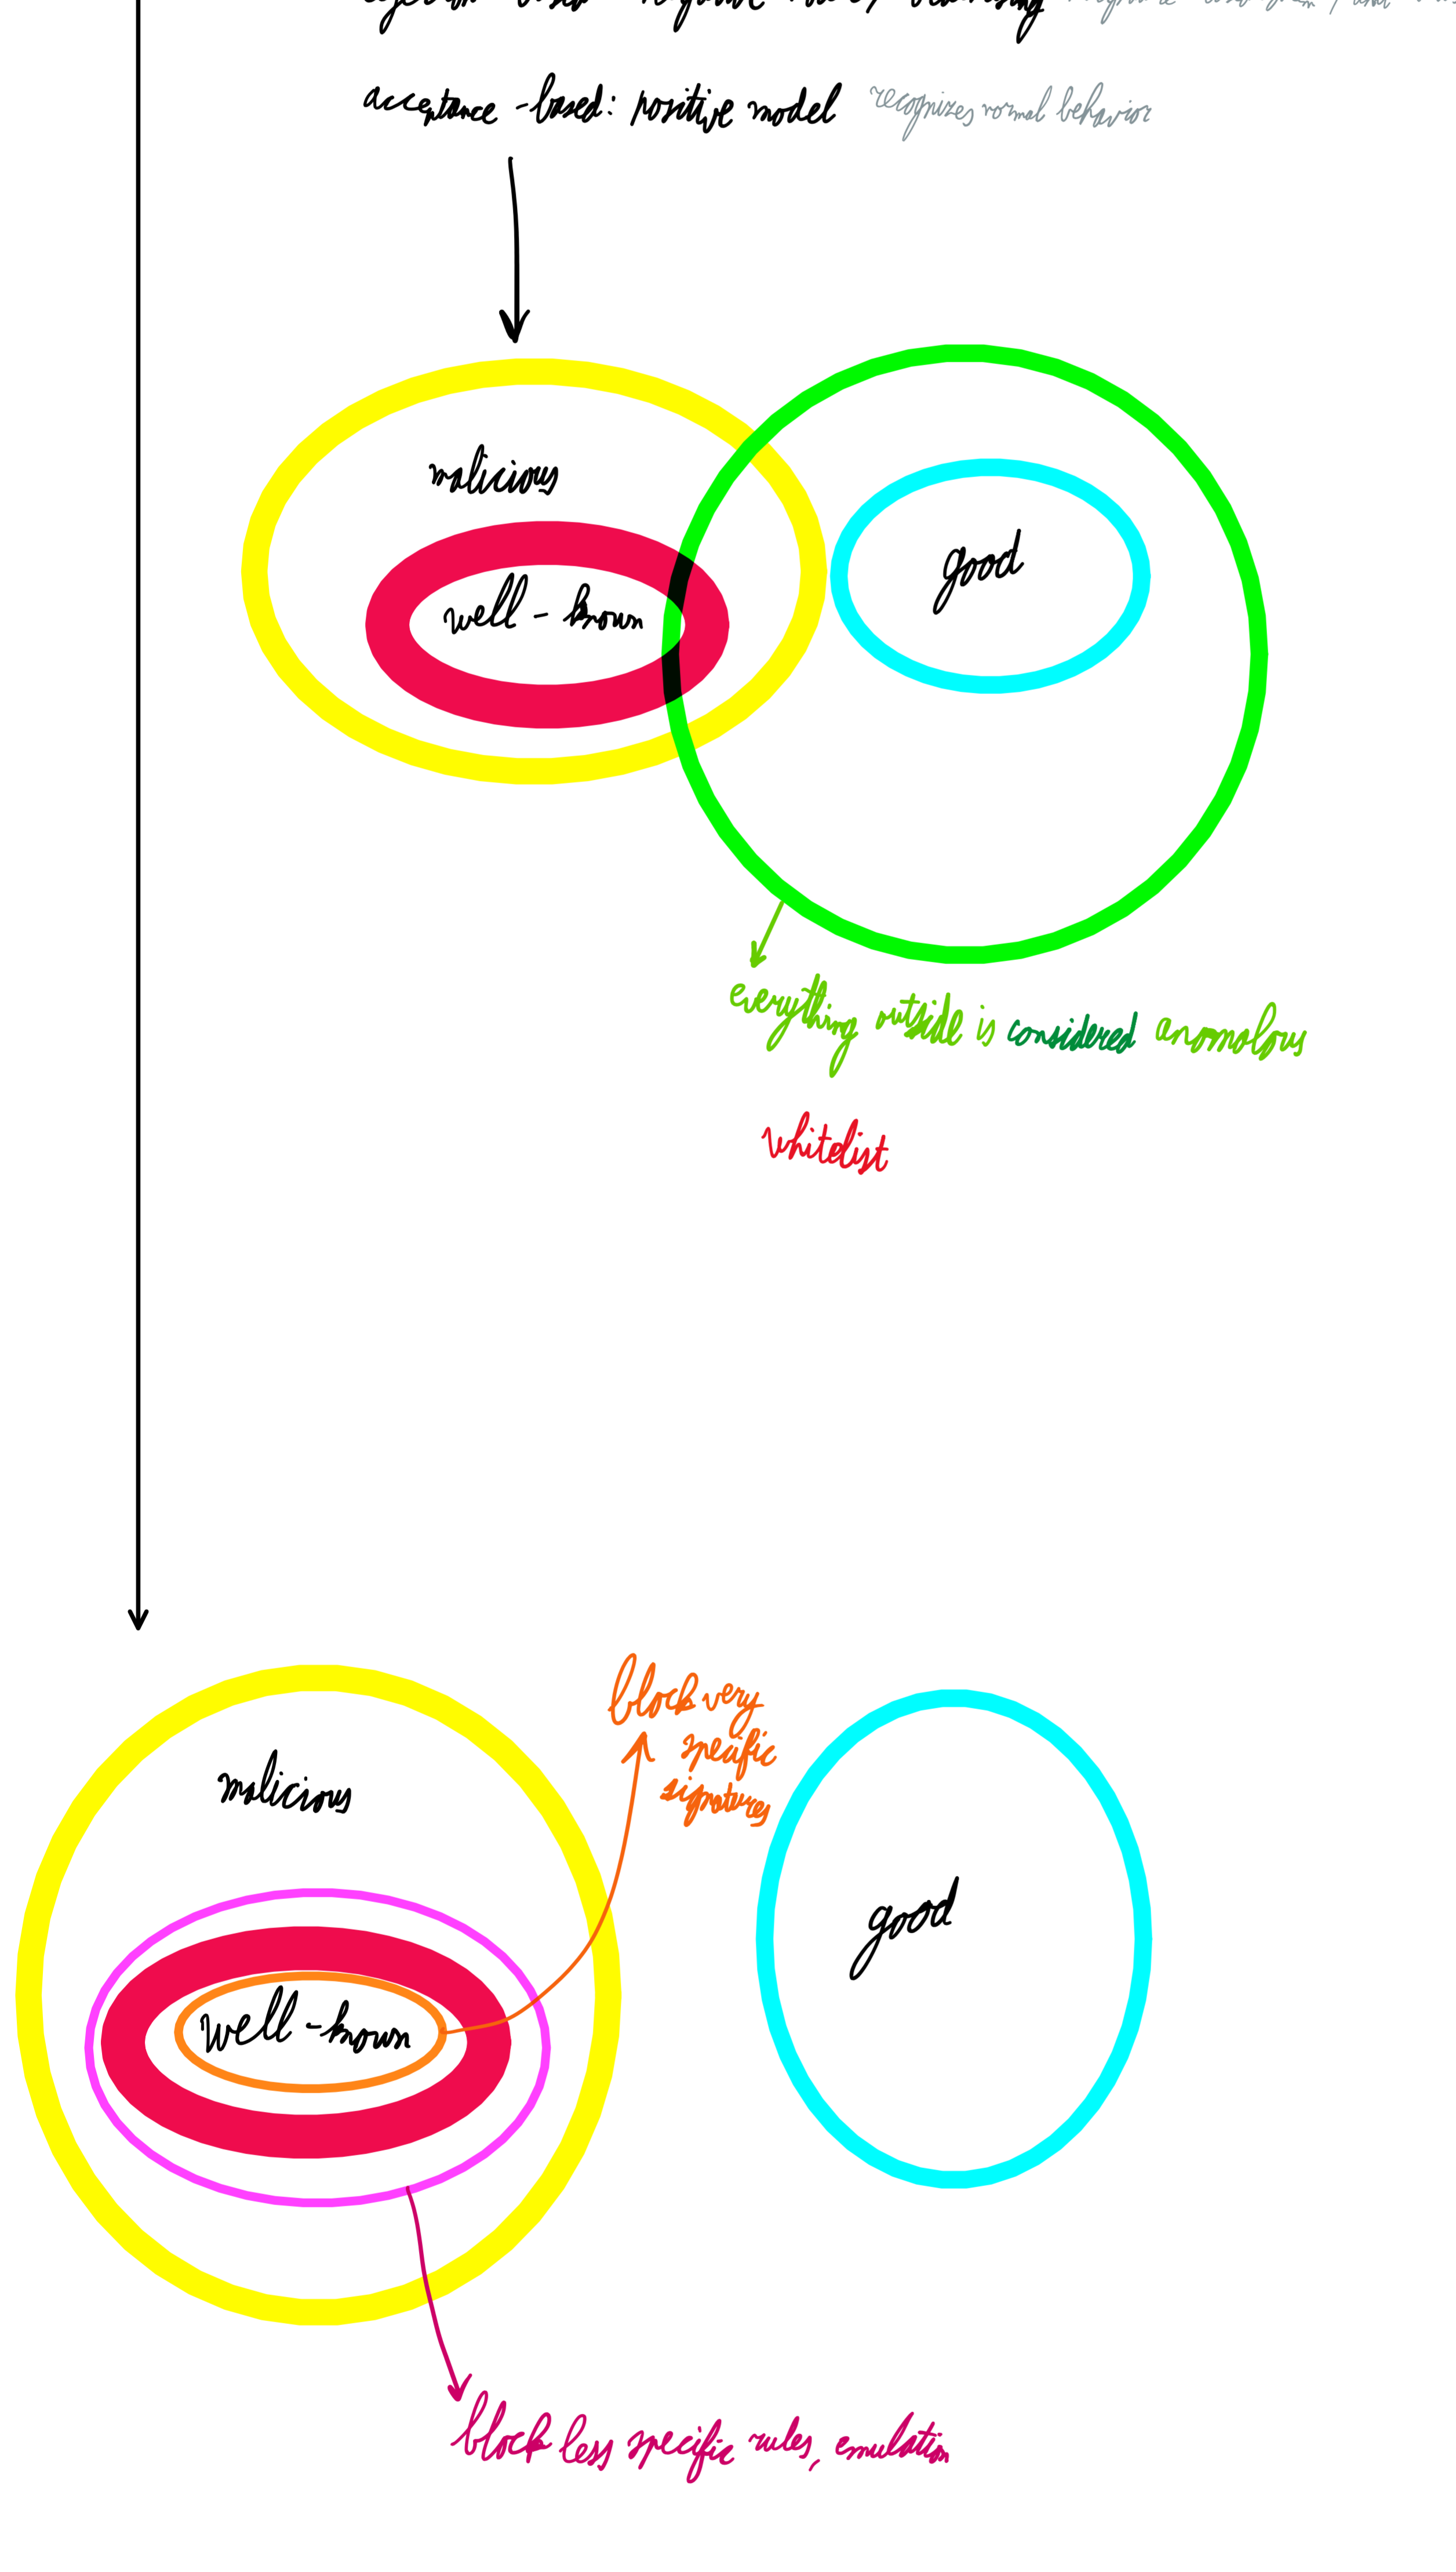 acceptance-based: positive model recognizes normal behavior
malicious
good
well-known
everything outside is considered anomolous
whitelist
block very
specific
signatures
malicious
good
well-known
block less specific rules, emulation